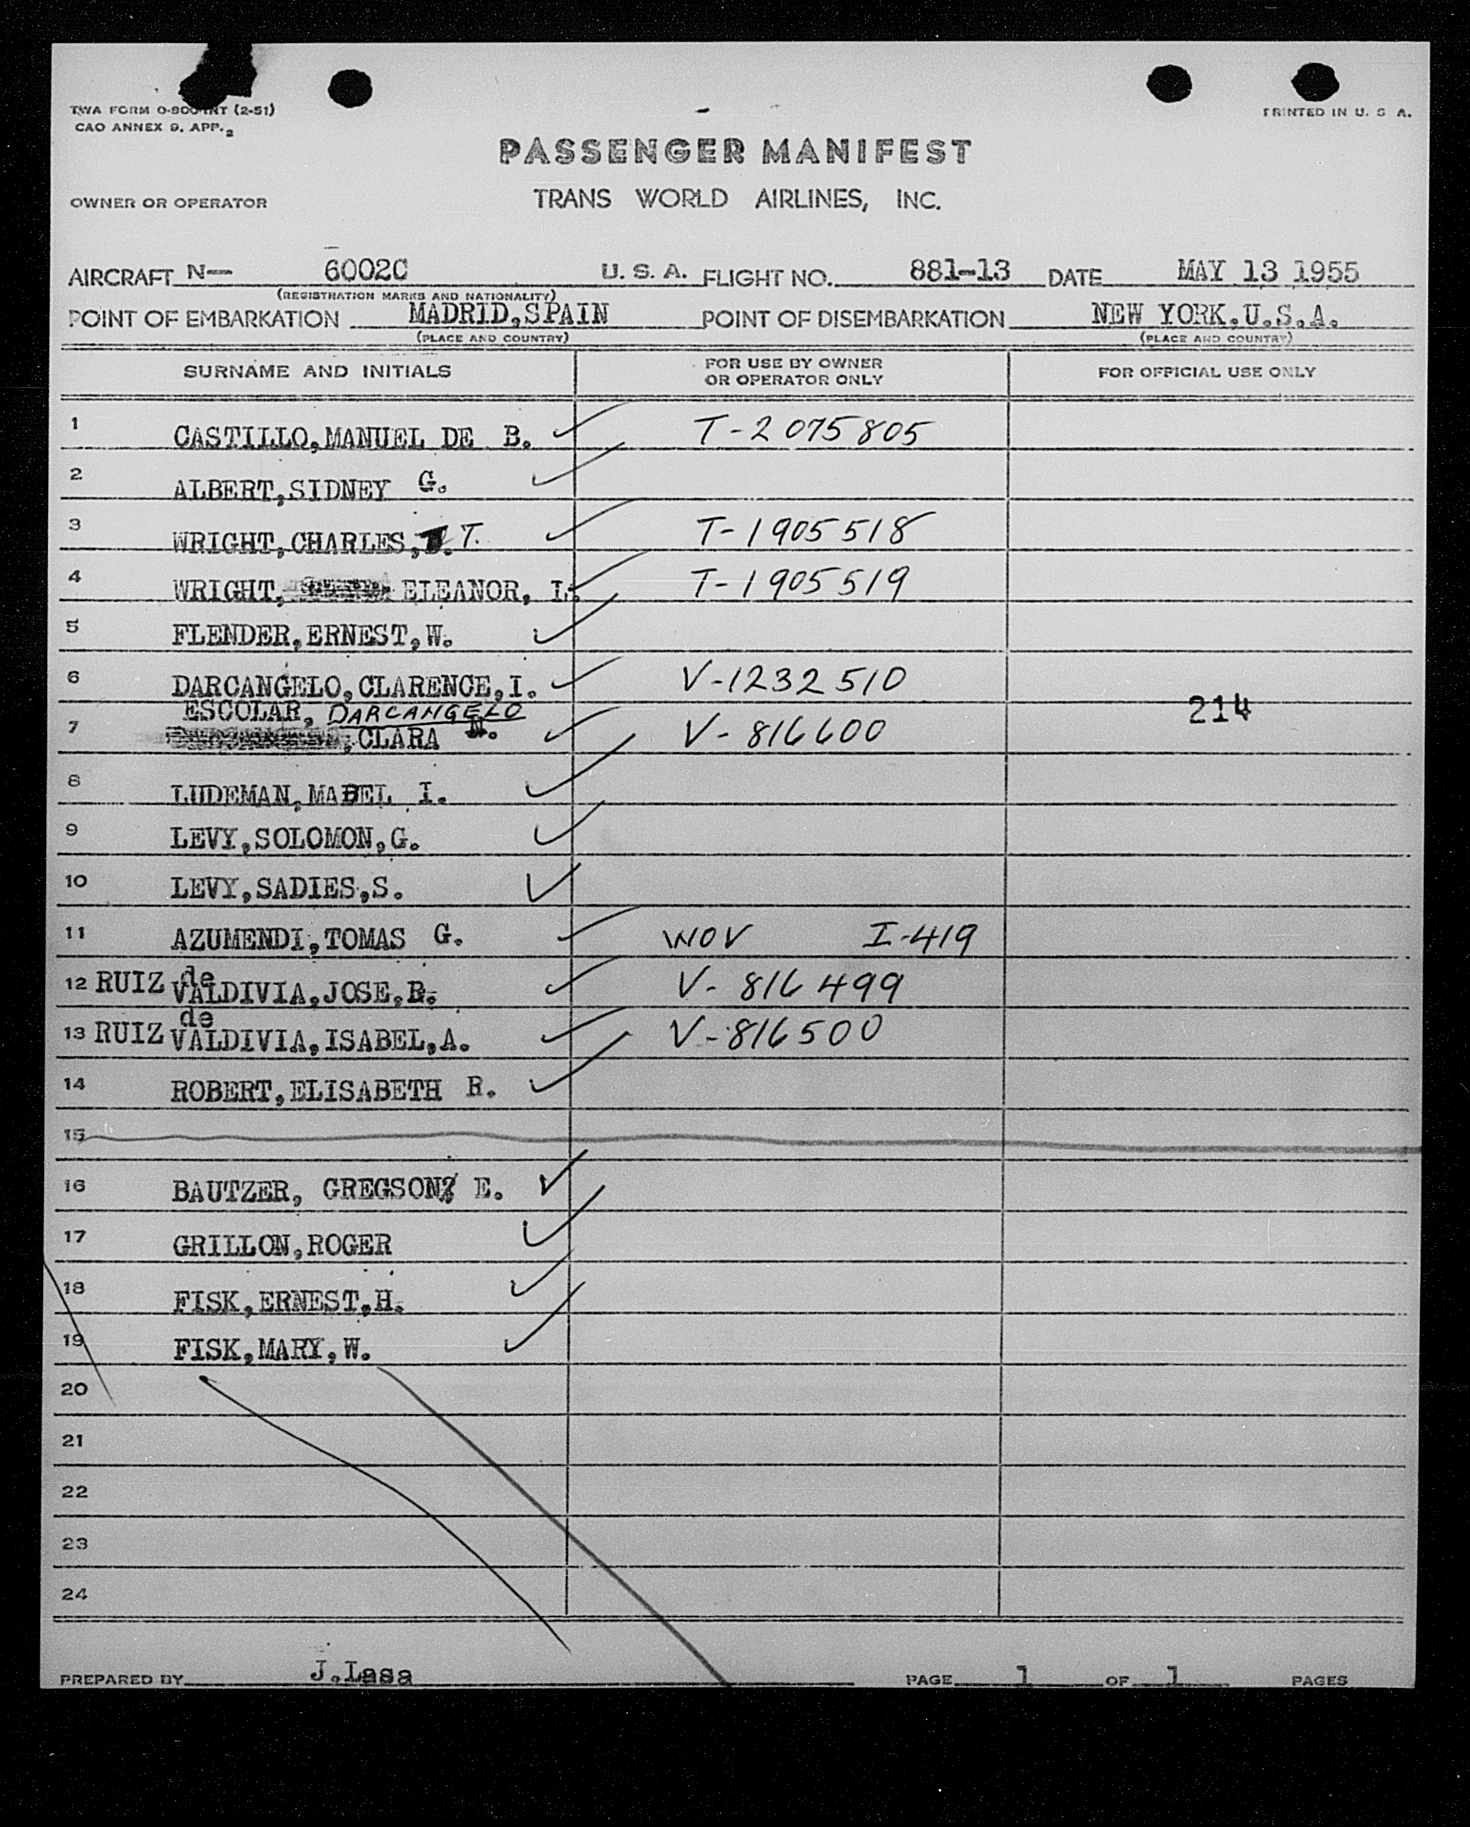 TWA FORM O-800-INT (2-51)
CAO ANNEX 9. APP. 2
PRINTED IN U. S. A.
PASSENGER MANIFEST
OWNER OR OPERATOR
TRANS WORLD AIRLINES, INC.
AIRCRAFT N— 6002C U. S. A. FLIGHT NO. 881-13 DATE MAY 13 1955
(REGISTRATION MARKS AND NATIONALITY)
POINT OF EMBARKATION MADRID,SPAIN POINT OF DISEMBARKATION NEW YORK.U.S.A.
(PLACE AND COUNTRY) (PLACE AND COUNTRY)
SURNAME AND INITIALS FOR USE BY OWNER OR OPERATOR ONLY FOR OFFICIAL USE ONLY
1 CASTILLO,MANUEL DE B. T-2075805
2 ALBERT,SIDNEY G.
3 WRIGHT,CHARLES, T. T-1905518
4 WRIGHT, ELEANOR, L. T-1905519
5 FLENDER,ERNEST,W.
6 DARCANGELO,CLARENCE,I. V-1232510
ESCOLAR, DARCANGELO 214
7 ,CLARA N. V-816600
8 LUDEMAN,MABEL I.
9 LEVY,SOLOMON,G.
10 LEVY,SADIES,S.
11 AZUMENDI,TOMAS G. WOV I-419
12 RUIZ de VALDIVIA,JOSE,B. V-816499
13 RUIZ de VALDIVIA,ISABEL,A. V-816500
14 ROBERT,ELISABETH R.
15
16 BAUTZER, GREGSON E.
17 GRILLON,ROGER
18 FISK,ERNEST,H.
19 FISK,MARY,W.
20
21
22
23
24
PREPARED BY J.Lasa PAGE 1 OF 1 PAGES